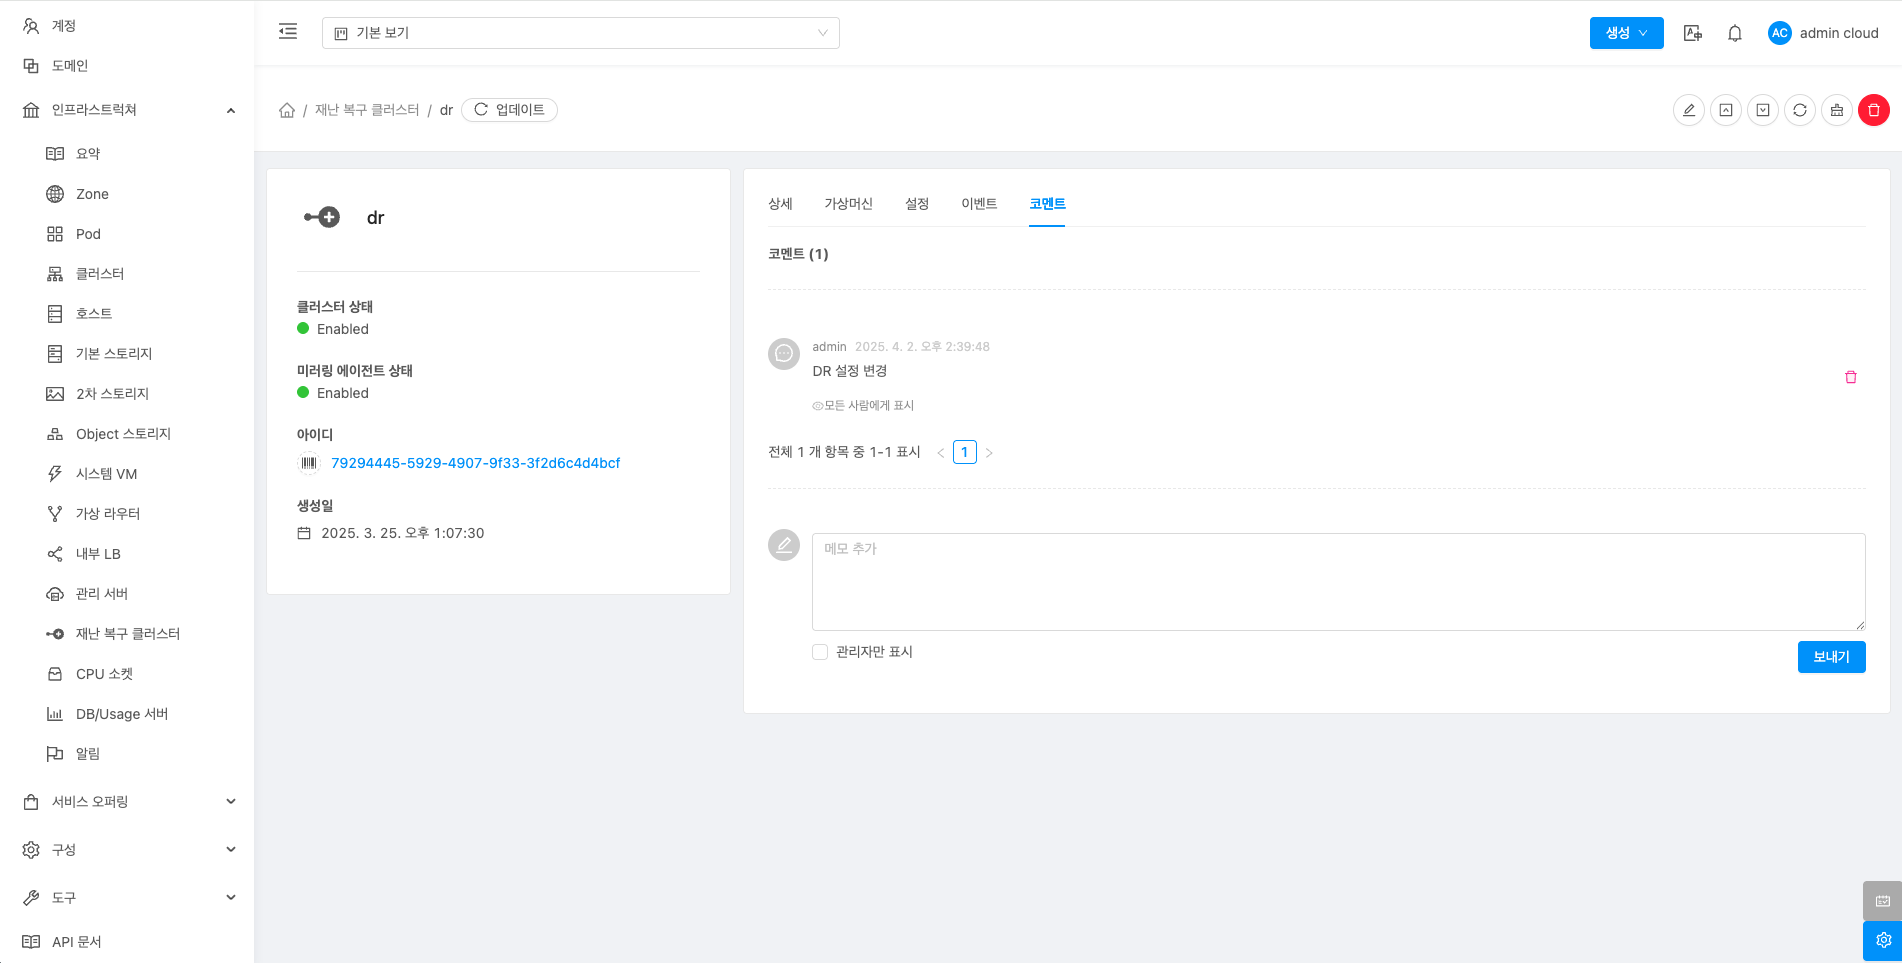 계정
도메인
인프라스트럭쳐
요약
Zone
Pod
클러스터
호스트
기본 스토리지
2차 스토리지
Object 스토리지
시스템 VM
가상 라우터
내부 LB
관리 서버
재난 복구 클러스터
CPU 소켓
DB/Usage 서버
알림
서비스 오퍼링
구성
도구
API 문서
기본 보기
생성
AC admin cloud
/ 재난 복구 클러스터 / dr 업데이트
dr
클러스터 상태
Enabled
미러링 에이전트 상태
Enabled
아이디
79294445-5929-4907-9f33-3f2d6c4d4bcf
생성일
2025. 3. 25. 오후 1:07:30
상세 가상머신 설정 이벤트 코멘트
코멘트 (1)
admin 2025. 4. 2. 오후 2:39:48
DR 설정 변경
모든 사람에게 표시
전체 1 개 항목 중 1-1 표시 < 1 >
메모 추가
관리자만 표시
보내기